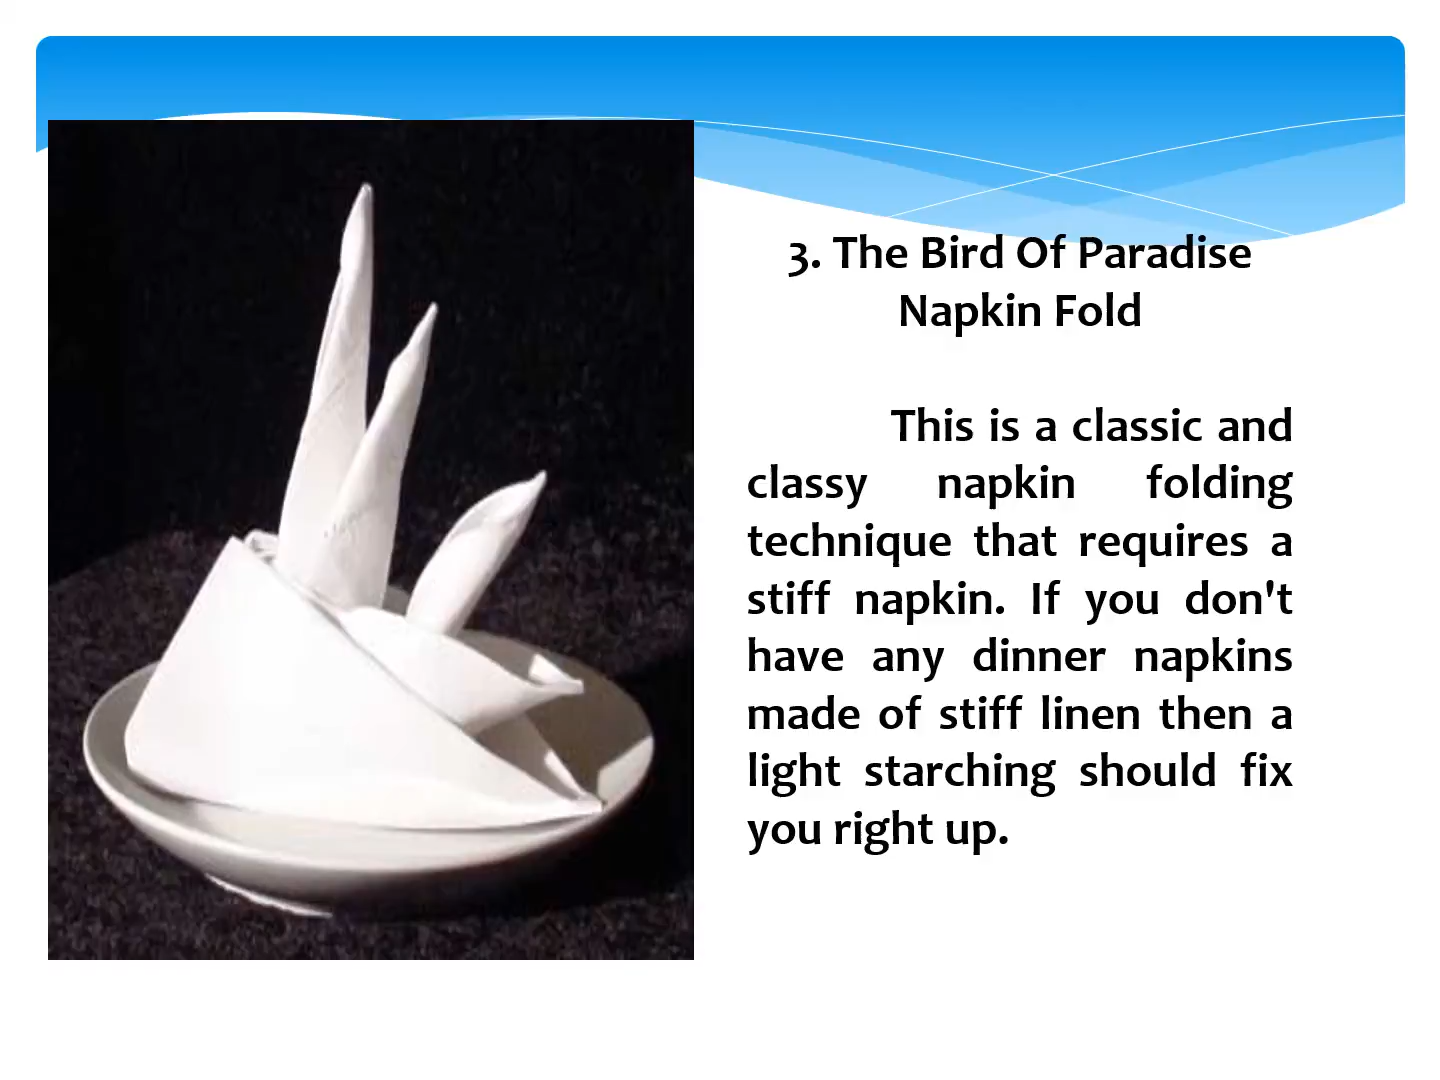 3. The Bird Of Paradise
Napkin Fold
This is a classic and
classy napkin folding
technique that requires a
stiff napkin. If you don't
have any dinner napkins
made of stiff linen then a
light starching should fix
you right up.